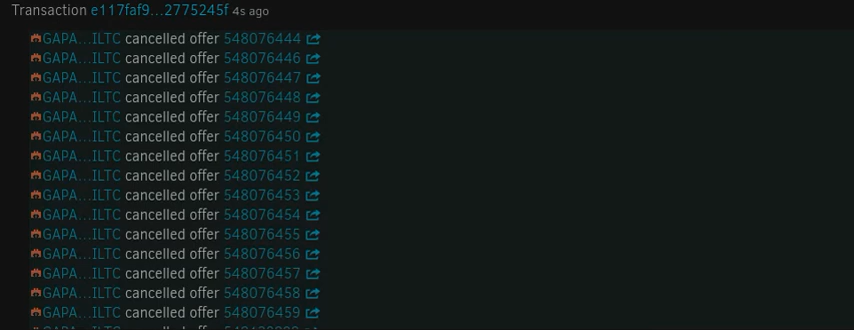 Transaction e117faf9...2775245f 4s ago
GAPA...ILTC cancelled offer 548076444
GAPA...ILTC cancelled offer 548076446
GAPA...ILTC cancelled offer 548076447
GAPA...ILTC cancelled offer 548076448
GAPA...ILTC cancelled offer 548076449
GAPA...ILTC cancelled offer 548076450
GAPA...ILTC cancelled offer 548076451
GAPA...ILTC cancelled offer 548076452
GAPA...ILTC cancelled offer 548076453
GAPA...ILTC cancelled offer 548076454
GAPA...ILTC cancelled offer 548076455
GAPA...ILTC cancelled offer 548076456
GAPA...ILTC cancelled offer 548076457
GAPA...ILTC cancelled offer 548076458
GAPA...ILTC cancelled offer 548076459